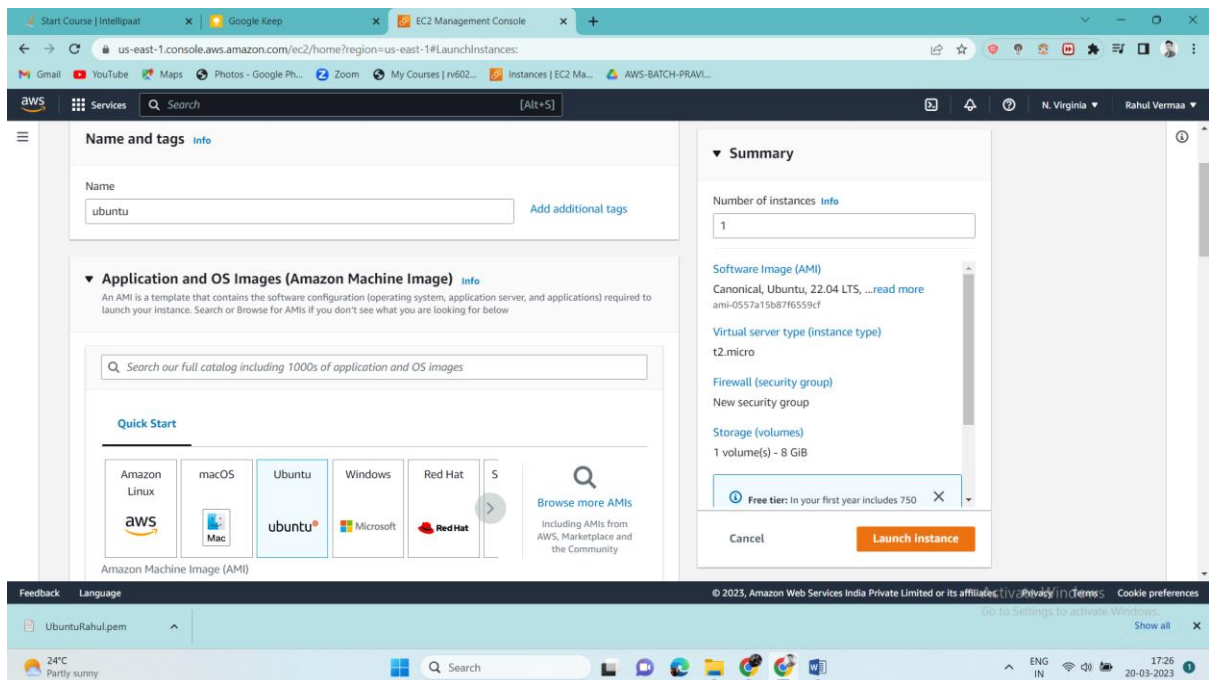 Start Course | Intellipaat
Google Keep
EC2 Management Console
us-east-1.console.aws.amazon.com/ec2/home?region=us-east-1#LaunchInstances:
Gmail
YouTube
Maps
Photos - Google Ph...
Zoom
My Courses | rv602...
Instances | EC2 Ma...
AWS-BATCH-PRAVI...
aws
Services
Search
[Alt+S]
N. Virginia
Rahul Vermaa
Name and tags Info
Name
ubuntu
Add additional tags
Application and OS Images (Amazon Machine Image) Info
An AMI is a template that contains the software configuration (operating system, application server, and applications) required to
launch your instance. Search or Browse for AMIs if you don't see what you are looking for below
Search our full catalog including 1000s of application and OS images
Quick Start
Amazon
Linux
aws
macOS
Mac
Ubuntu
ubuntu
Windows
Microsoft
Red Hat
Red Hat
S
Browse more AMIs
Including AMIs from
AWS, Marketplace and
the Community
Amazon Machine Image (AMI)
Summary
Number of instances Info
1
Software Image (AMI)
Canonical, Ubuntu, 22.04 LTS, ...read more
ami-0557a15b87f6559cf
Virtual server type (instance type)
t2.micro
Firewall (security group)
New security group
Storage (volumes)
1 volume(s) - 8 GiB
Free tier: In your first year includes 750
Cancel
Launch instance
Feedback
Language
© 2023, Amazon Web Services India Private Limited or its affiliates.
Privacy
Terms
Cookie preferences
Activate Windows
Go to Settings to activate Windows.
UbuntuRahul.pem
Show all
24°C
Partly sunny
Search
ENG
IN
17:26
20-03-2023
1